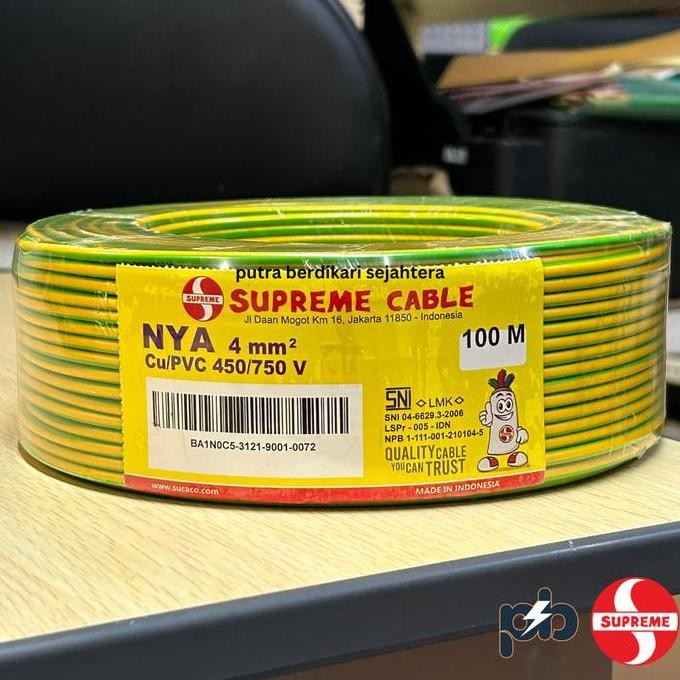 putra berdikari sejahtera
SUPREME
SUPREME CABLE
Jl Daan Mogot Km 16, Jakarta 11850 - Indonesia
NYA 4 mm²
Cu/PVC 450/750 V
100 M
BA1N0C5-3121-9001-0072
SNI <LMK>
SNI 04-6629.3-2006
LSPr - 005 - IDN
NPB 1-111-001-210104-5
QUALITY CABLE
YOU CAN TRUST
www.sucaco.com
MADE IN INDONESIA
pb
SUPREME